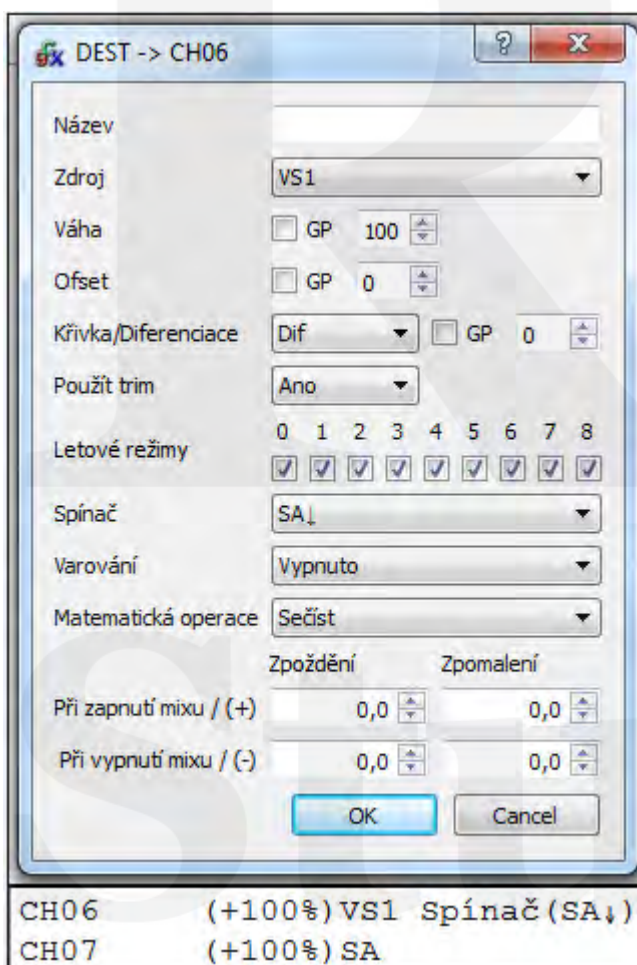 DEST -> CH06
Název
Zdroj VS1
Váha GP 100
Ofset GP 0
Křivka/Diferenciace Dif GP 0
Použít trim Ano
0 1 2 3 4 5 6 7 8
Letové režimy
Spínač SA↓
Varování Vypnuto
Matematická operace Sečíst
Zpoždění Zpomalení
Při zapnutí mixu / (+) 0,0 0,0
Při vypnutí mixu / (-) 0,0 0,0
OK Cancel
CH06 (+100%)VS1 Spínač(SA↓)
CH07 (+100%)SA